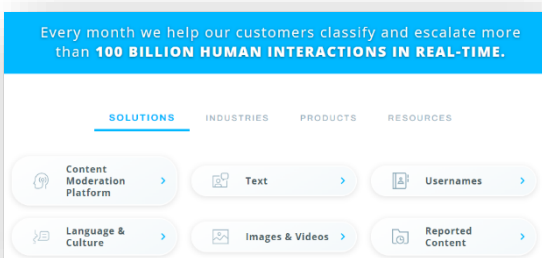 Every month we help our customers classify and escalate more
than 100 BILLION HUMAN INTERACTIONS IN REAL-TIME.
SOLUTIONS INDUSTRIES PRODUCTS RESOURCES
Content
Moderation
Platform
Text
Usernames
Language &
Culture
Images & Videos
Reported
Content